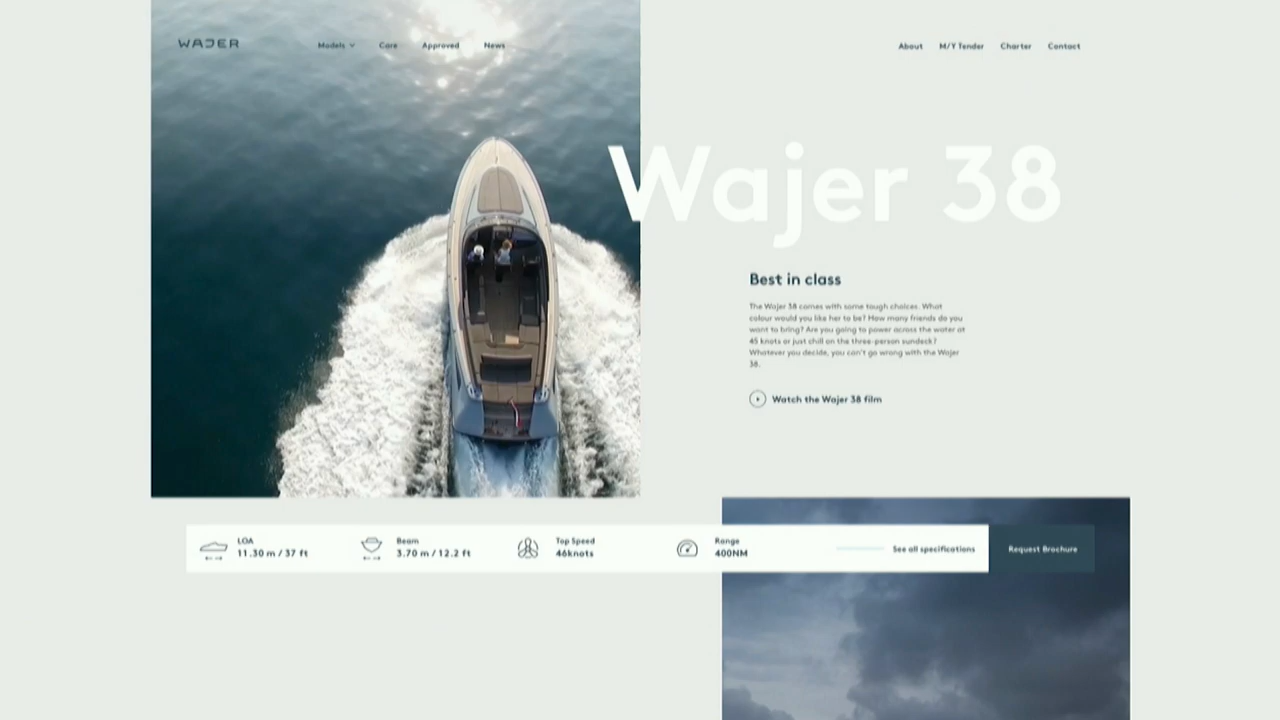 WAJER
Models Care Approved News
About M/Y Tender Charter Contact
Wajer 38
Best in class
The Wajer 38 comes with some tough choices. What
colour would you like her to be? How many friends do you
want to bring? Are you going to power across the water at
45 knots or just chill on the three-person sundeck?
Whatever you decide, you can't go wrong with the Wajer
38.
Watch the Wajer 38 film
LOA
11.30 m / 37 ft
Beam
3.70 m / 12.2 ft
Top Speed
46knots
Range
400NM
See all specifications
Request Brochure